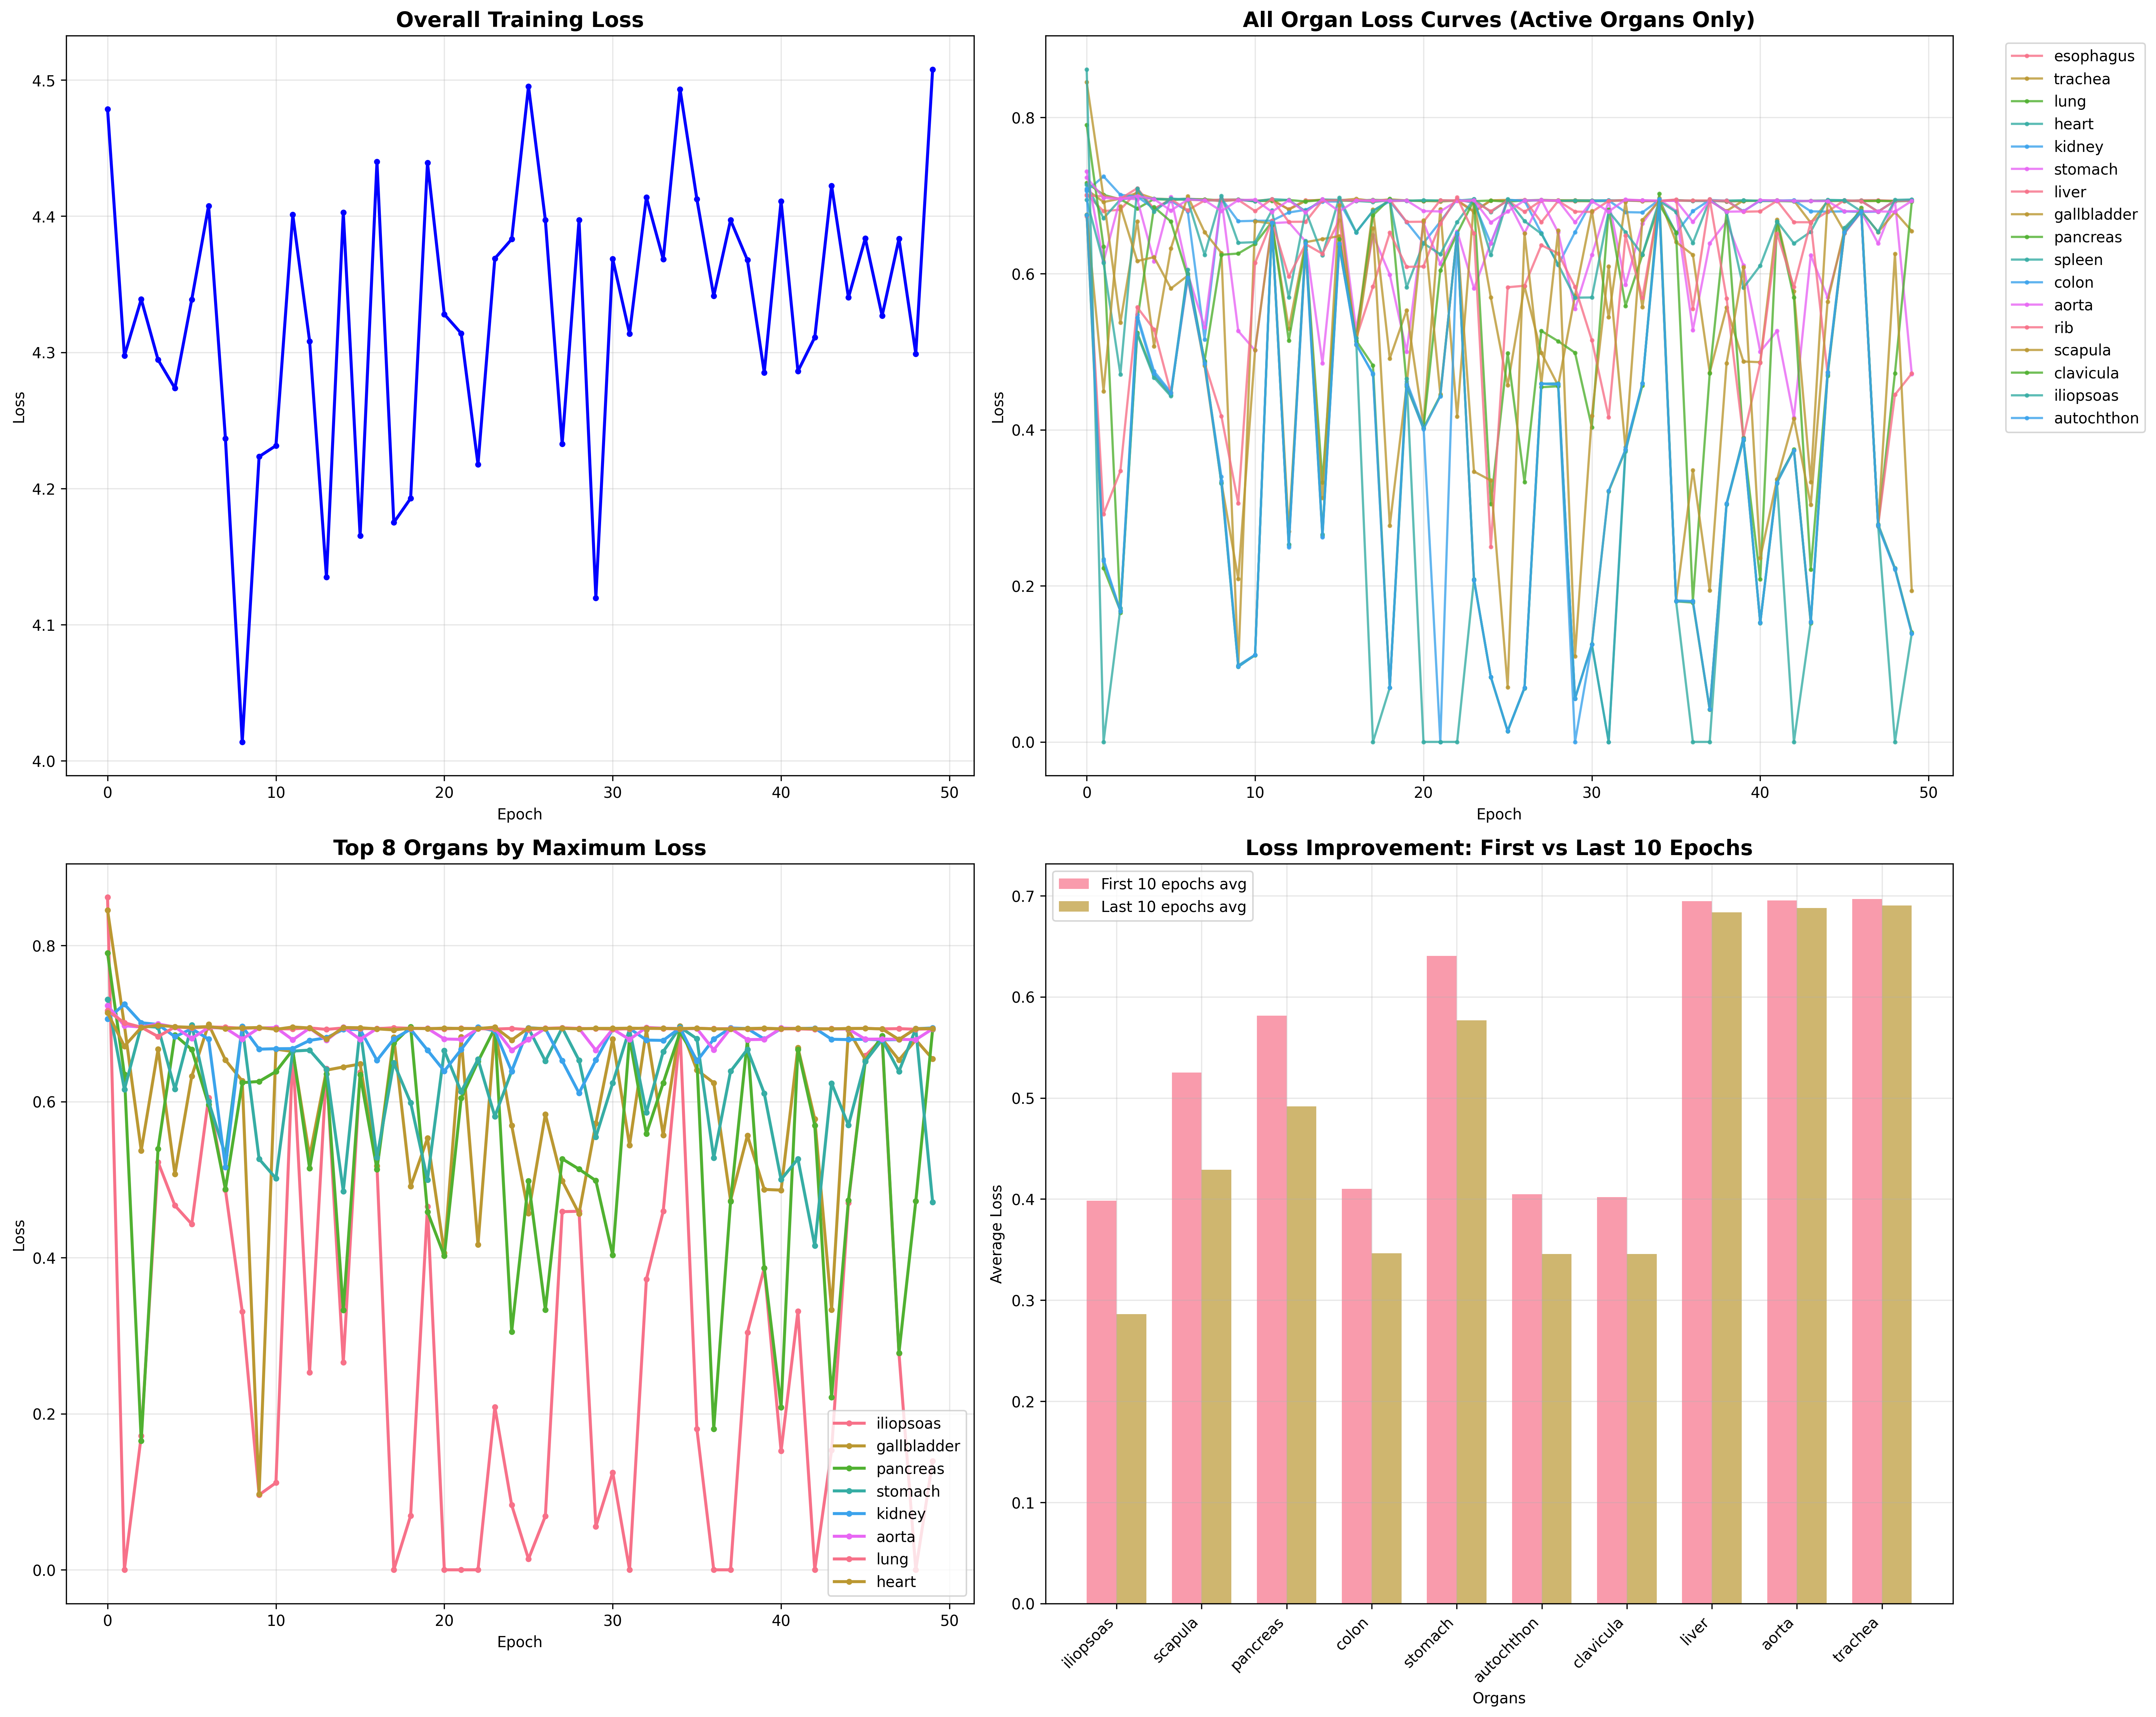 Overall Training Loss
4.5
4.4
4.3
4.2
4.1
4.0
Loss
0 10 20 30 40 50
Epoch
All Organ Loss Curves (Active Organs Only)
0.8
0.6
0.4
0.2
0.0
Loss
0 10 20 30 40 50
Epoch
esophagus
trachea
lung
heart
kidney
stomach
liver
gallbladder
pancreas
spleen
colon
aorta
rib
scapula
clavicula
iliopsoas
autochthon
Top 8 Organs by Maximum Loss
0.8
0.6
0.4
0.2
0.0
Loss
0 10 20 30 40 50
Epoch
iliopsoas
gallbladder
pancreas
stomach
kidney
aorta
lung
heart
Loss Improvement: First vs Last 10 Epochs
First 10 epochs avg
Last 10 epochs avg
0.7
0.6
0.5
0.4
0.3
0.2
0.1
0.0
Average Loss
iliopsoas
scapula
pancreas
colon
stomach
autochthon
clavicula
liver
aorta
trachea
Organs